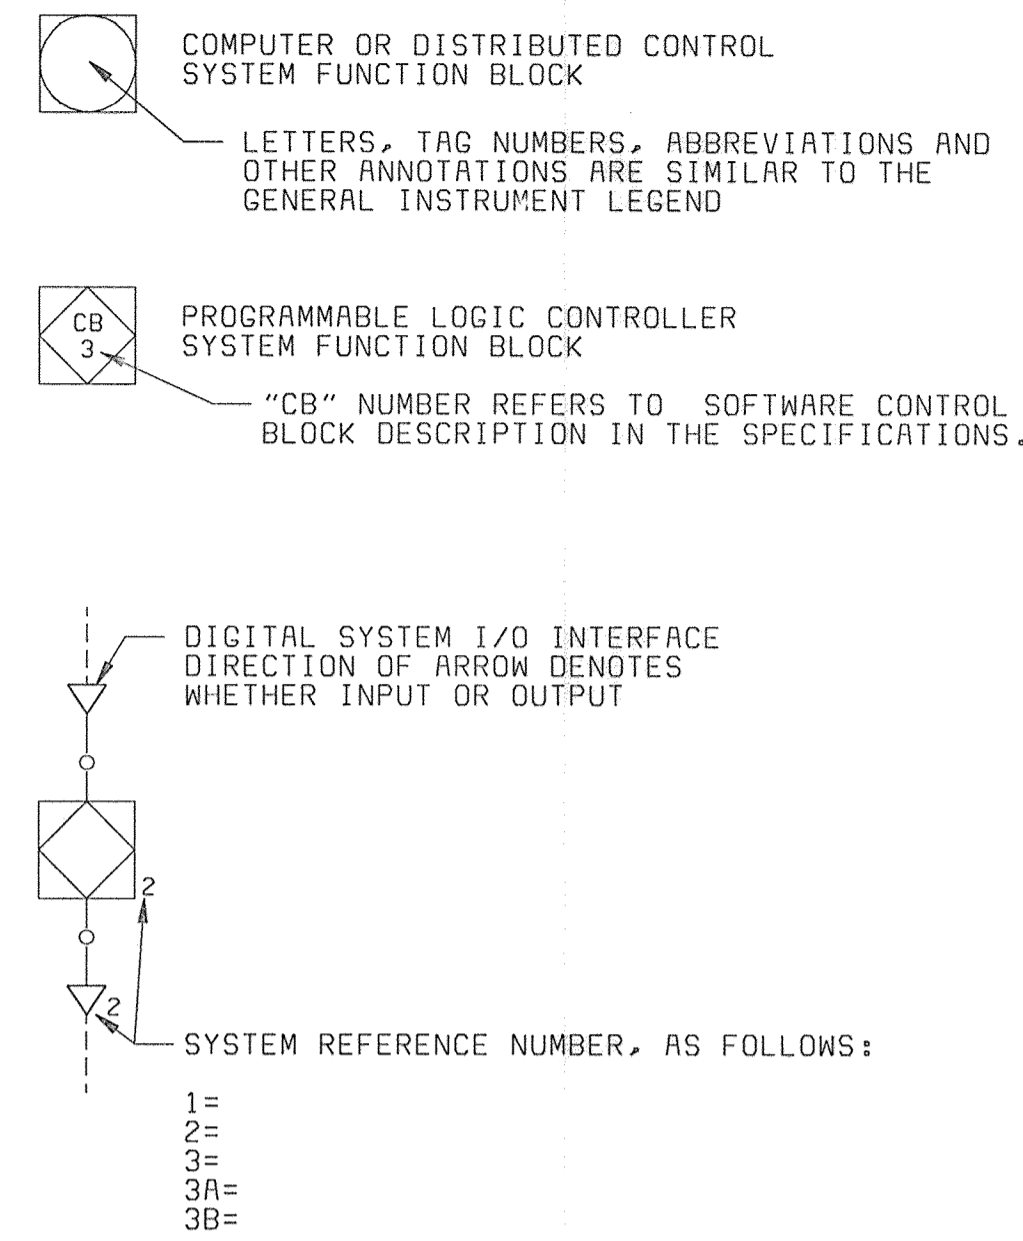 COMPUTER OR DISTRIBUTED CONTROL
SYSTEM FUNCTION BLOCK
LETTERS, TAG NUMBERS, ABBREVIATIONS AND
OTHER ANNOTATIONS ARE SIMILAR TO THE
GENERAL INSTRUMENT LEGEND
CB
3
PROGRAMMABLE LOGIC CONTROLLER
SYSTEM FUNCTION BLOCK
"CB" NUMBER REFERS TO SOFTWARE CONTROL
BLOCK DESCRIPTION IN THE SPECIFICATIONS.
DIGITAL SYSTEM I/O INTERFACE
DIRECTION OF ARROW DENOTES
WHETHER INPUT OR OUTPUT
2
2
SYSTEM REFERENCE NUMBER, AS FOLLOWS:
1=
2=
3=
3A=
3B=